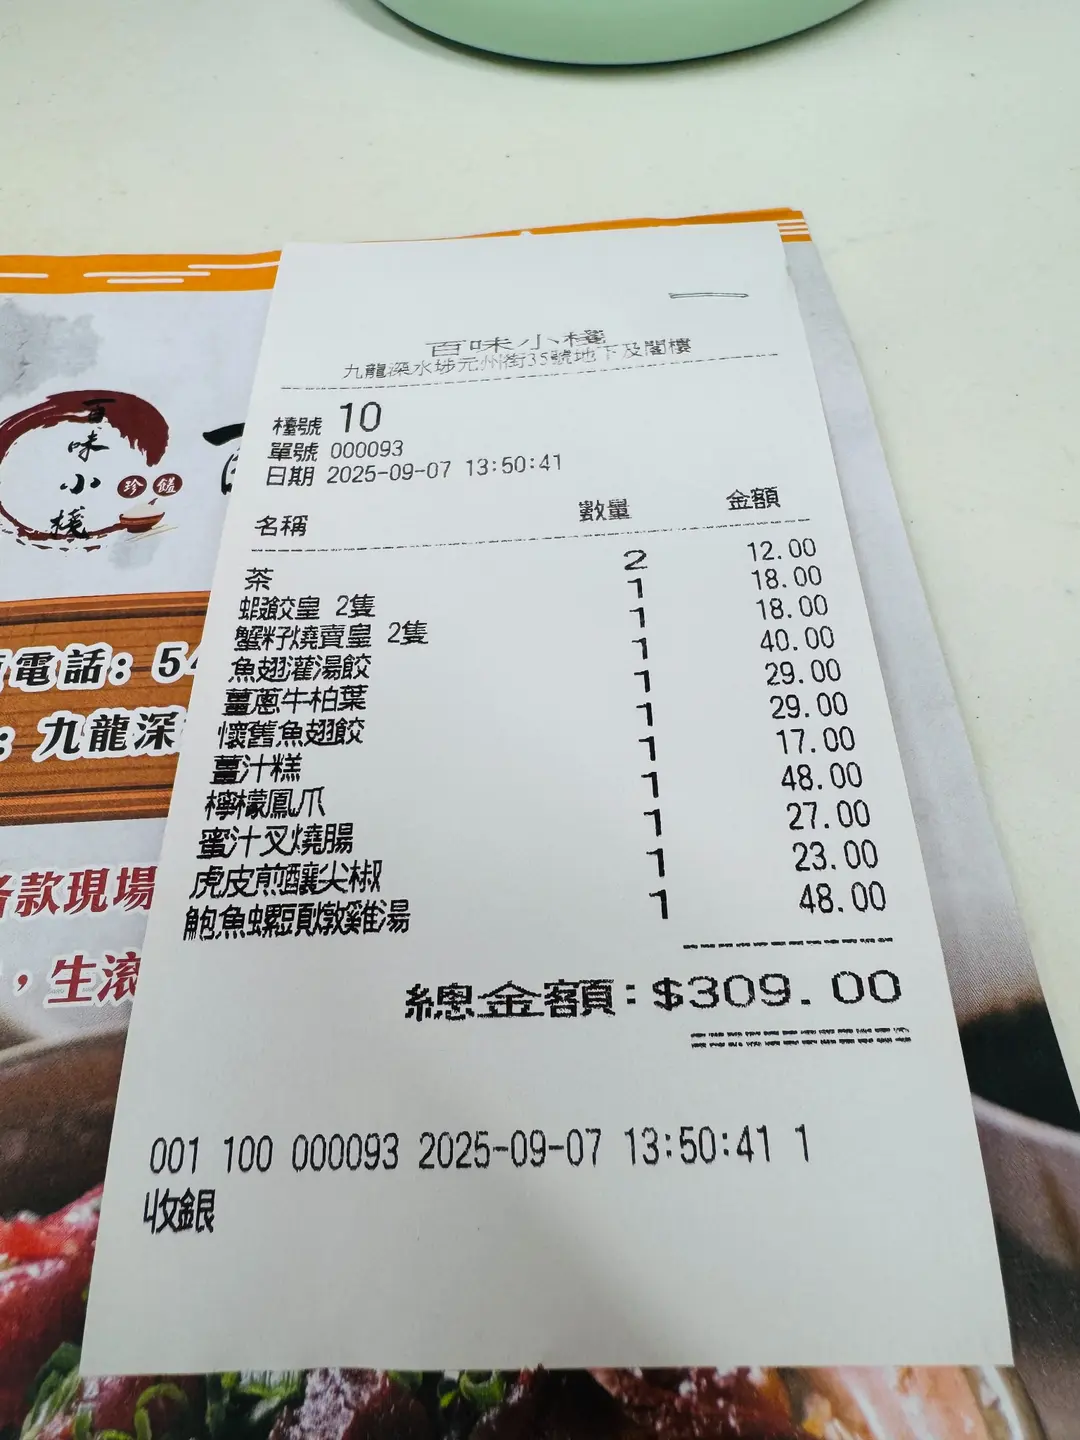 百味小棧
九龍深水埗元州街35號地下及閣樓
檯號 10
單號 000093
日期 2025-09-07 13:50:41
名稱 數量 金額
茶 2 12.00
蝦餃皇 2隻 1 18.00
蟹籽燒賣皇 2隻 1 18.00
魚翅灌湯餃 1 40.00
薑蔥牛柏葉 1 29.00
懷舊魚翅餃 1 29.00
薑汁糕 1 17.00
檸檬鳳爪 1 48.00
蜜汁叉燒腸 1 27.00
虎皮煎釀尖椒 1 23.00
鮑魚螺頭燉雞湯 1 48.00
總金額:$309.00
001 100 000093 2025-09-07 13:50:41 1
收銀
百味小棧
珍饈
電話: 54
: 九龍深
各款現場
，生滾